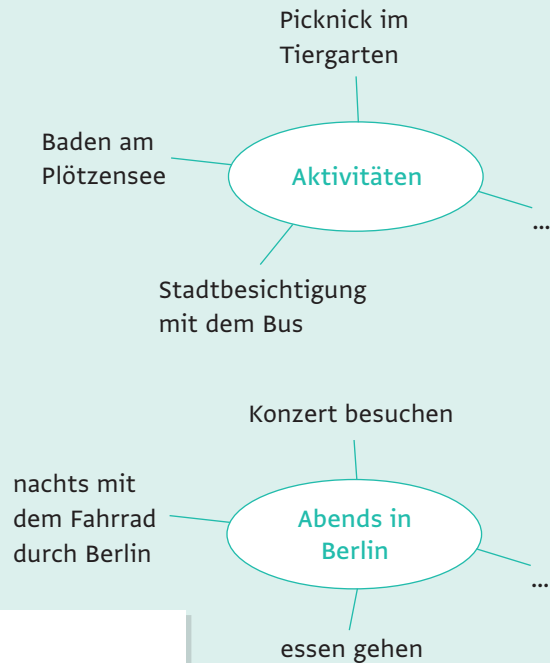 Picknick im
Tiergarten
Baden am
Plötzensee
Aktivitäten
...
Stadtbesichtigung
mit dem Bus
Konzert besuchen
nachts mit
dem Fahrrad
durch Berlin
Abends in
Berlin
...
essen gehen